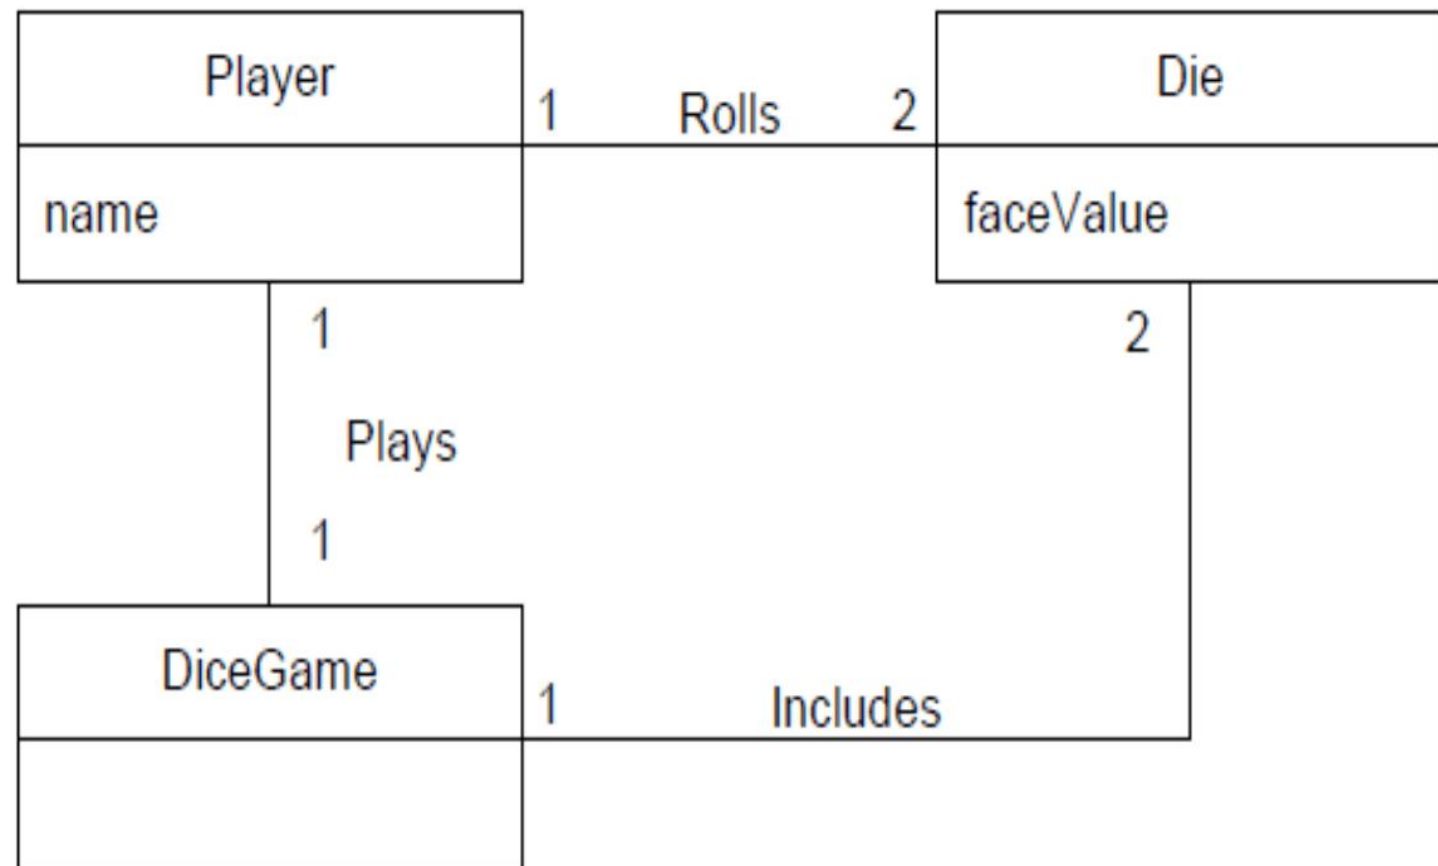 Player
Die
1 Rolls 2
name
faceValue
1
2
Plays
1
DiceGame
1 Includes